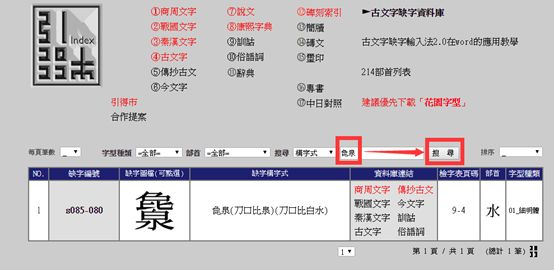 引得
Index
引得市
合作提案
①商周文字
②戰國文字
③秦漢文字
④古文字
⑤傳抄古文
⑥今文字
⑦說文
⑧康熙字典
⑨訓詁
⑩俗語詞
⑪辭典
⑫碑刻索引
⑬簡牘
⑭磚文
⑮璽印
⑯專書
⑰中日對照
►古文字缺字資料庫
古文字缺字輸入法2.0在word的應用教學
214部首列表
建議優先下載「花園字型」
每頁筆數 字型種類 =全部= 部首 =全部= 搜尋 構字式 㲋泉 搜 尋 排序
NO. 缺字編號 缺字圖檔(可點選) 缺字構字式 資料庫連結 檢字表頁碼 部首 字型種類
1 s085-080 (刀口比泉)(刀口比白水) 9-4 水 01_細明體
商周文字 傳抄古文
戰國文字 今文字
秦漢文字 訓詁
古文字 俗語詞
1 第 1 頁 / 共 1 頁 (總計 1 筆)